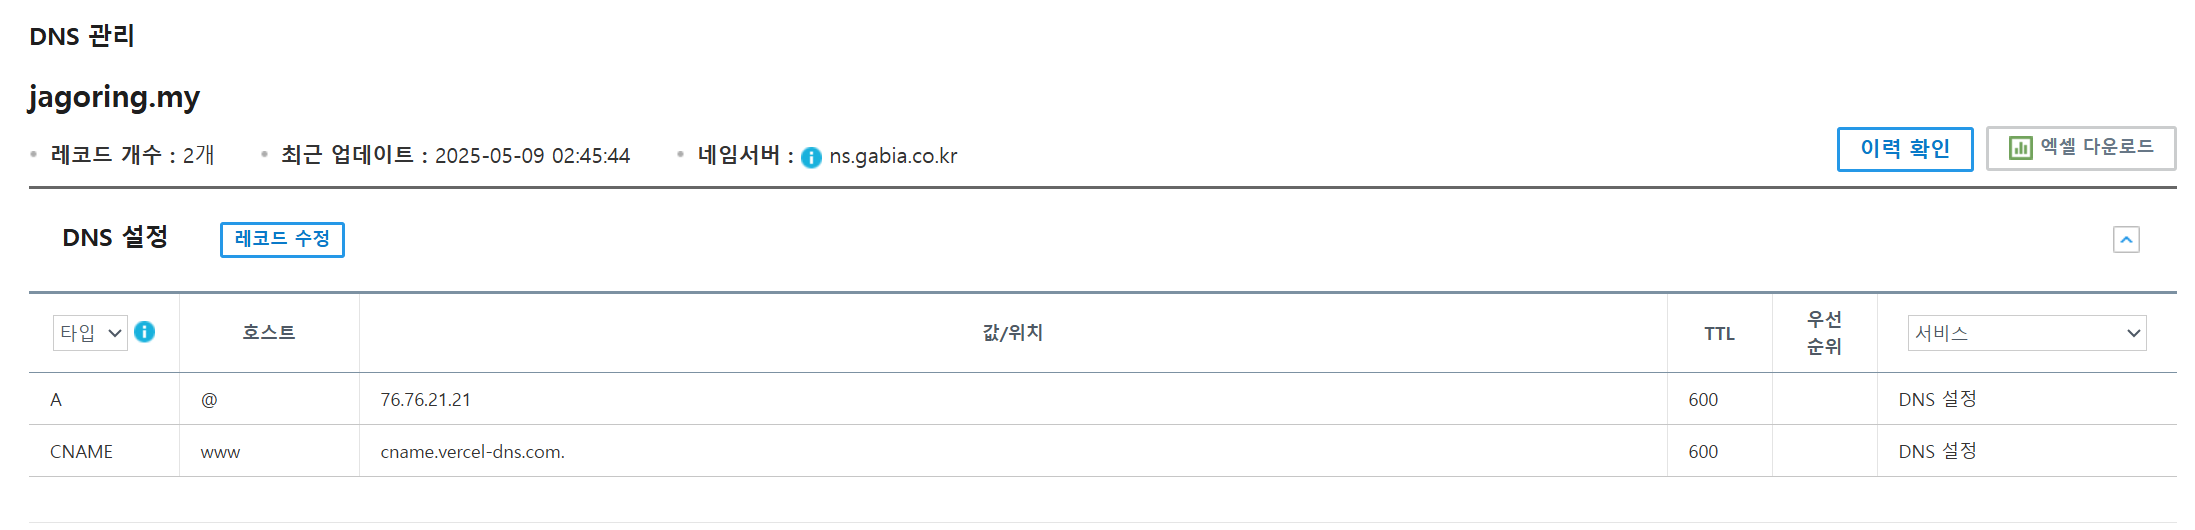 DNS 관리
jagoring.my
레코드 개수 : 2개 최근 업데이트 : 2025-05-09 02:45:44 네임서버 : ns.gabia.co.kr 이력 확인 엑셀 다운로드
DNS 설정 레코드 수정
타입 호스트 값/위치 TTL 우선 서비스
순위
A @ 76.76.21.21 600 DNS 설정
CNAME www cname.vercel-dns.com. 600 DNS 설정